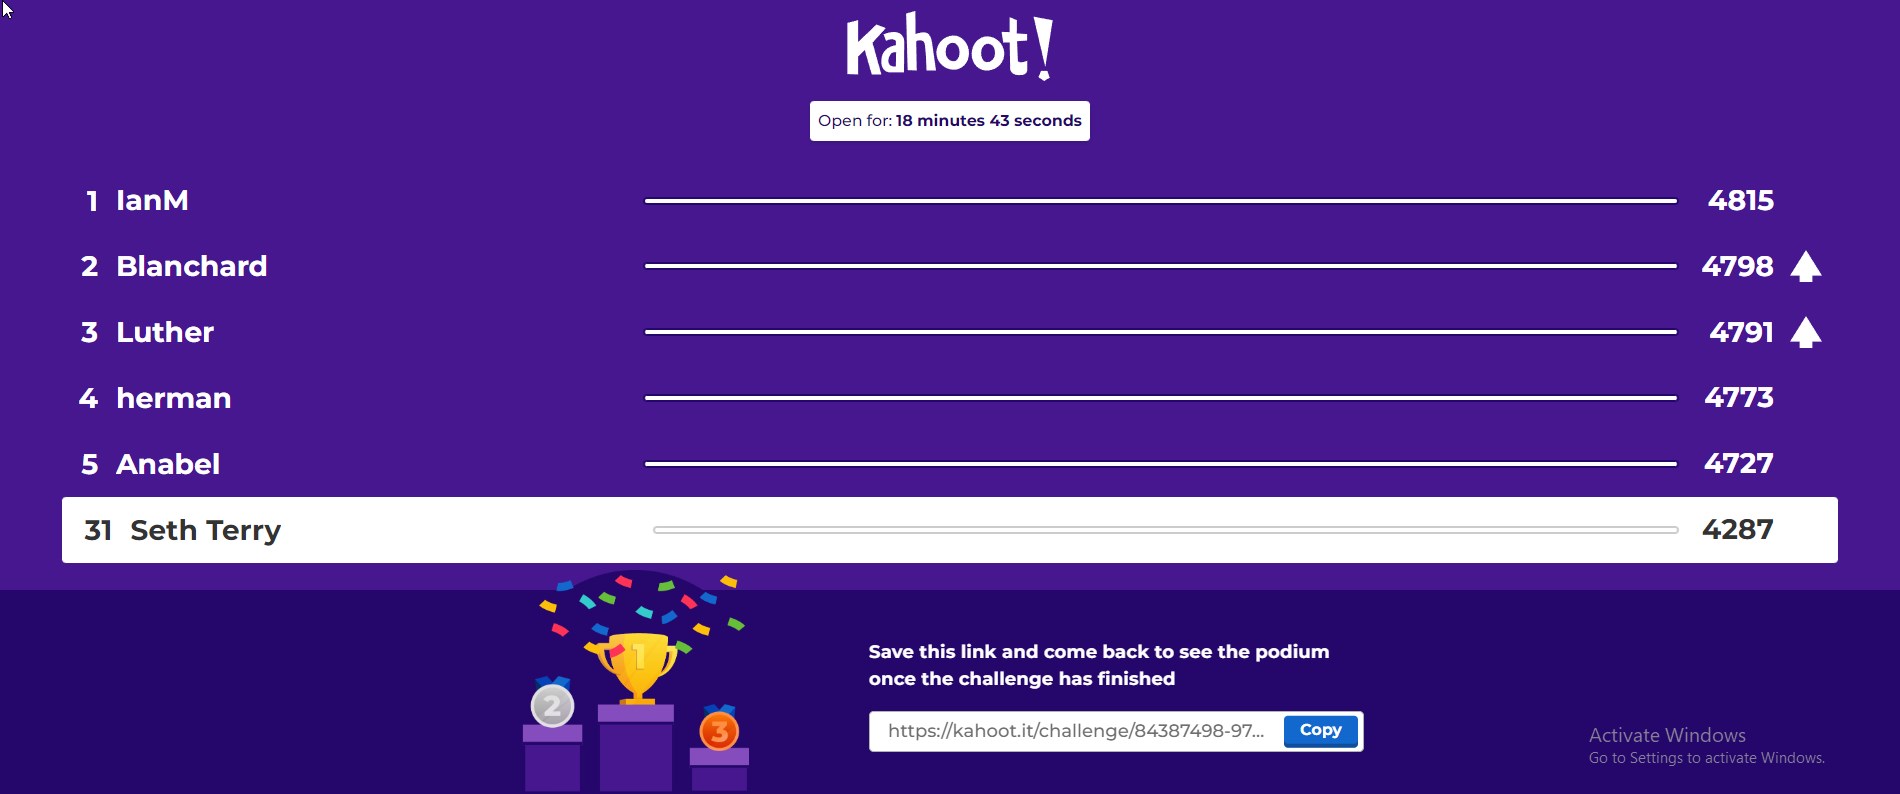 Kahoot!
Open for: 18 minutes 43 seconds
1 IanM 4815
2 Blanchard 4798
3 Luther 4791
4 herman 4773
5 Anabel 4727
31 Seth Terry 4287
1
2
3
Save this link and come back to see the podium
once the challenge has finished
https://kahoot.it/challenge/84387498-97... Copy
Activate Windows
Go to Settings to activate Windows.